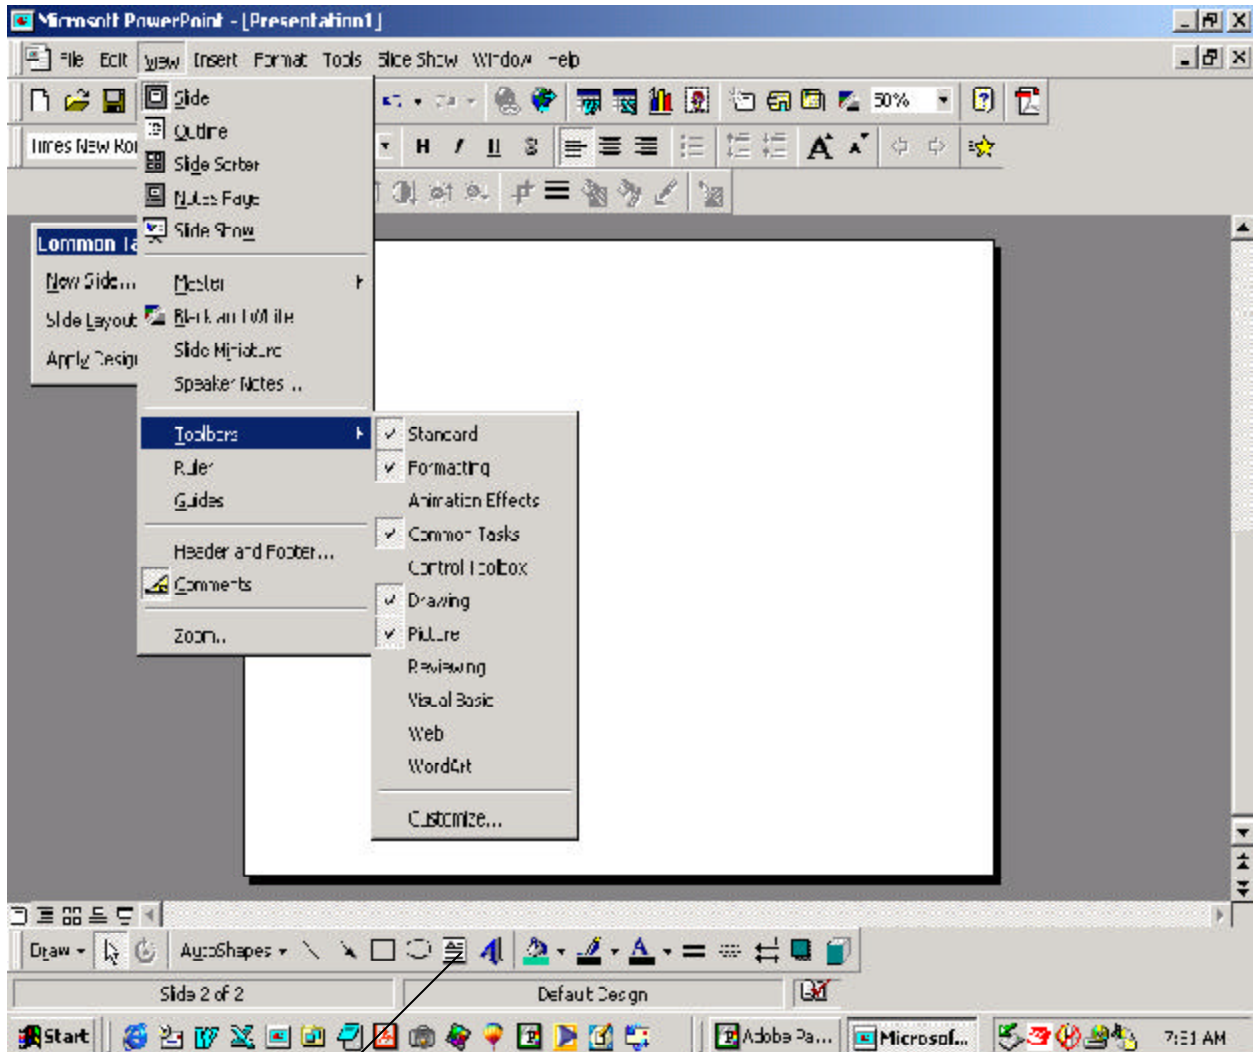 Microsoft PowerPoint - [Presentation1]
File Edit View Insert Format Tools Slide Show Window Help
50%
Times New Ro
Slide
Outline
Slide Sorter
Notes Page
Slide Show
Common Ta
New Slide...
Slide Layout
Apply Desig
Master
Black and White
Slide Miniature
Speaker Notes...
Toolbars
Ruler
Guides
Header and Footer...
Comments
Zoom...
Standard
Formatting
Animation Effects
Common Tasks
Control Toolbox
Drawing
Picture
Reviewing
Visual Basic
Web
WordArt
Customize...
Draw AutoShapes
Slide 2 of 2 Default Design
Start Adobe Pa... Microsof... AM